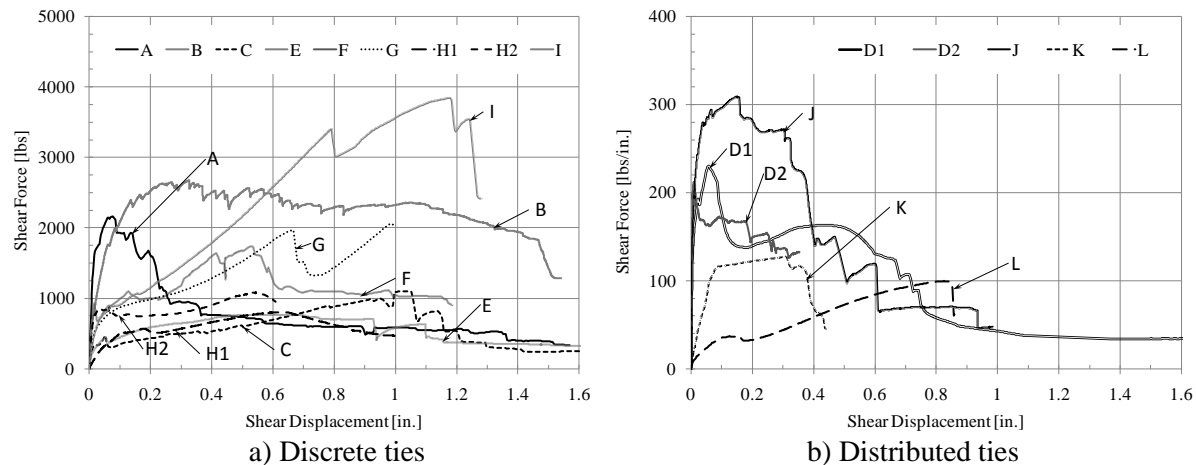 5000
4000
3000
2000
1000
0
Shear Force [lbs]
A B C E F G H1 H2 I
A
I
B
G
F
E
H2
H1
C
0 0.2 0.4 0.6 0.8 1 1.2 1.4 1.6
Shear Displacement [in.]
a) Discrete ties
400
300
200
100
0
Shear Force [lbs/in.]
D1 D2 J K L
J
D1
D2
K
L
0 0.2 0.4 0.6 0.8 1 1.2 1.4 1.6
Shear Displacement [in.]
b) Distributed ties